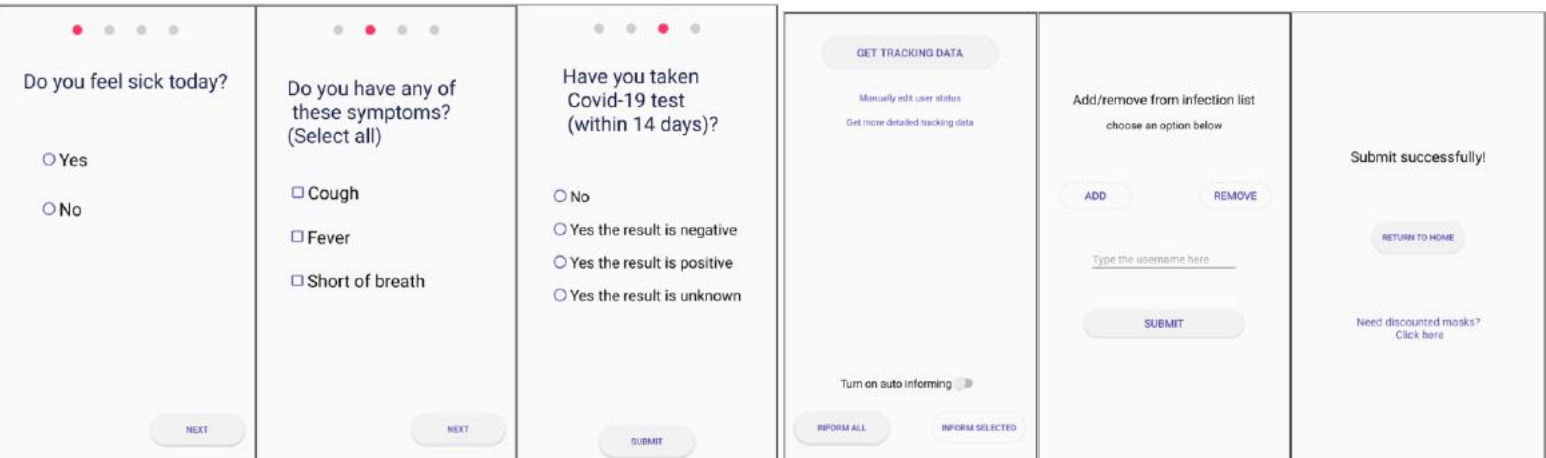 Do you feel sick today?
Yes
No
NEXT
Do you have any of
these symptoms?
(Select all)
Cough
Fever
Short of breath
NEXT
Have you taken
Covid-19 test
(within 14 days)?
No
Yes the result is negative
Yes the result is positive
Yes the result is unknown
SUBMIT
GET TRACKING DATA
Manually edit user status
Get more detailed tracking data
Turn on auto informing
INFORM ALL
INFORM SELECTED
Add/remove from infection list
choose an option below
ADD
REMOVE
Type the username here
SUBMIT
Submit successfully!
RETURN TO HOME
Need discounted masks?
Click here